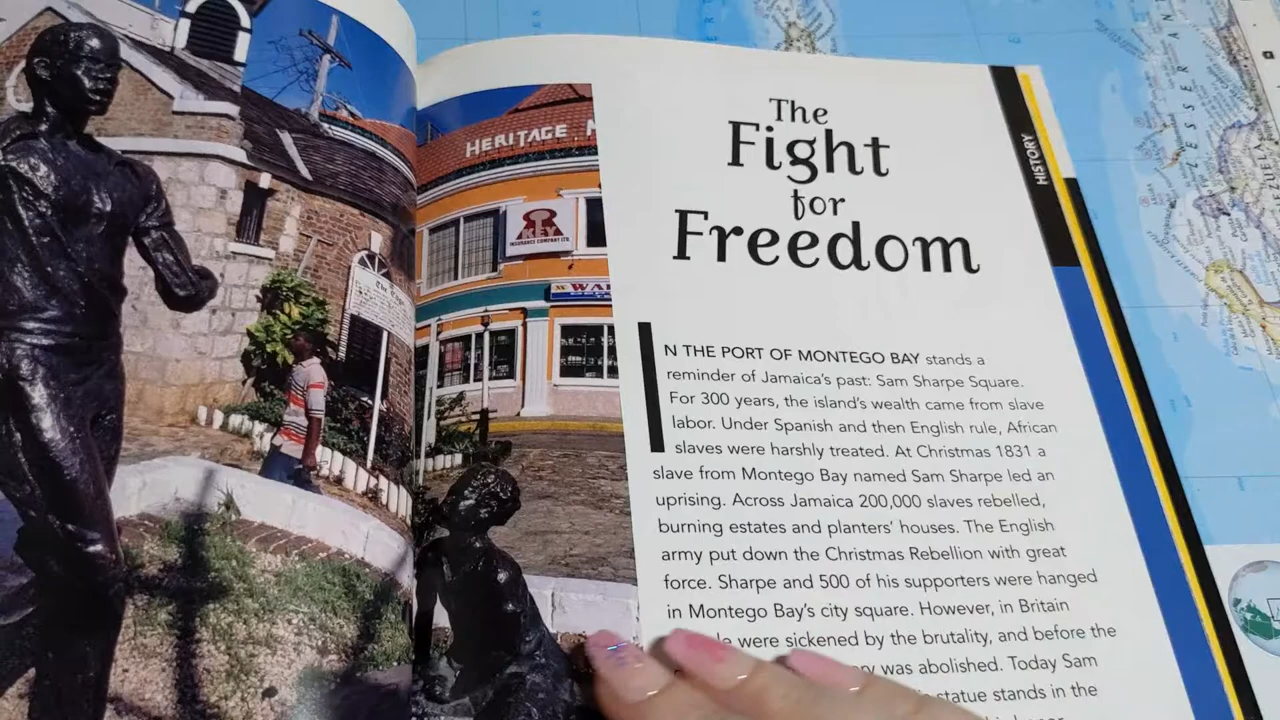 HERITAGE
KEY
INSURANCE COMPANY LTD.
The
Fight
for
Freedom
HISTORY
IN THE PORT OF MONTEGO BAY stands a
reminder of Jamaica's past: Sam Sharpe Square.
For 300 years, the island's wealth came from slave
labor. Under Spanish and then English rule, African
slaves were harshly treated. At Christmas 1831 a
slave from Montego Bay named Sam Sharpe led an
uprising. Across Jamaica 200,000 slaves rebelled,
burning estates and planters' houses. The English
army put down the Christmas Rebellion with great
force. Sharpe and 500 of his supporters were hanged
in Montego Bay's city square. However, in Britain
were sickened by the brutality, and before the
was abolished. Today Sam
statue stands in the